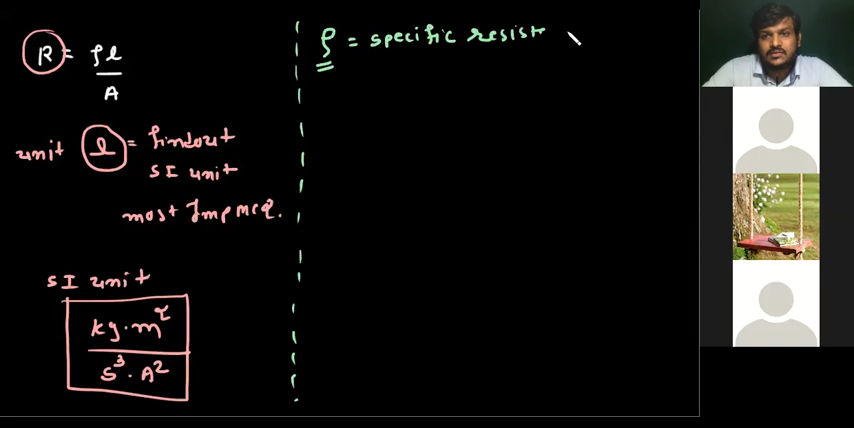 R = ρl
A
unit l = findout
SI unit
most Imp MCQ.
SI unit
kg·m²
s³·A²
ρ = specific resist